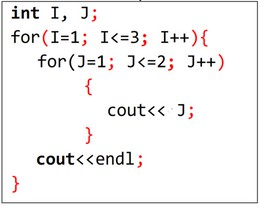 int I, J;
for(I=1; I<=3; I++){
for(J=1; J<=2; J++)
{
cout<< J;
}
cout<<endl;
}